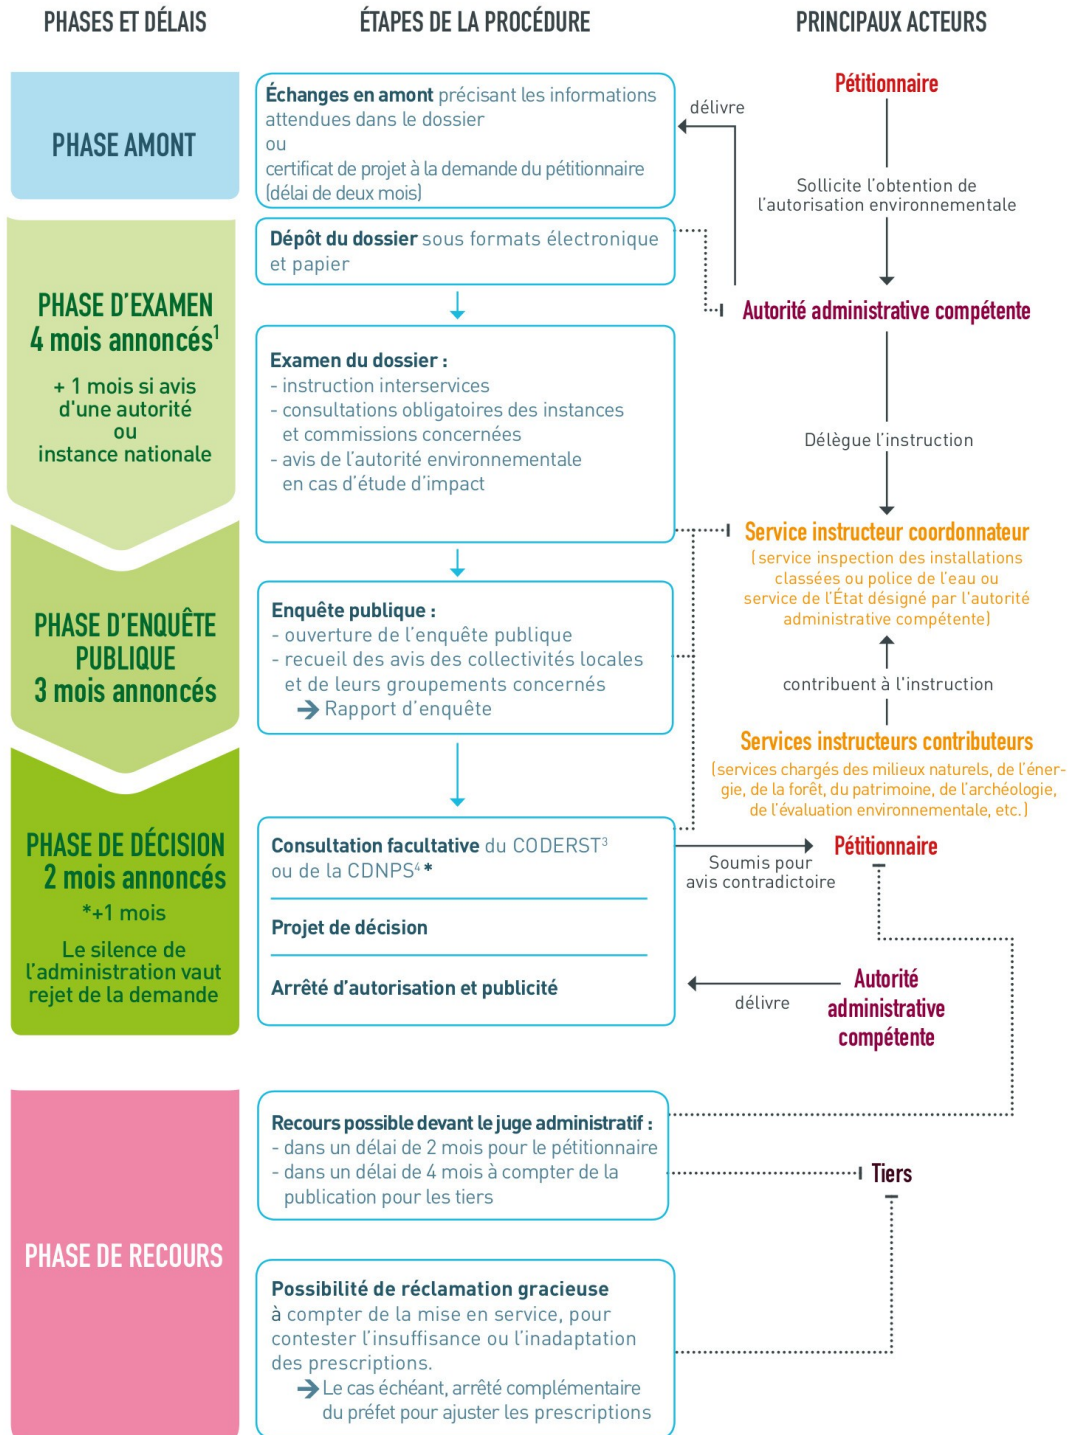 PHASES ET DÉLAIS
ÉTAPES DE LA PROCÉDURE
PRINCIPAUX ACTEURS
PHASE AMONT
Échanges en amont précisant les informations
attendues dans le dossier
ou
certificat de projet à la demande du pétitionnaire
(délai de deux mois)
délivre
Pétitionnaire
Sollicite l'obtention de
l'autorisation environnementale
PHASE D'EXAMEN
4 mois annoncés¹
+ 1 mois si avis
d'une autorité
ou
instance nationale
Dépôt du dossier sous formats électronique
et papier
Autorité administrative compétente
Examen du dossier :
- instruction interservices
- consultations obligatoires des instances
et commissions concernées
- avis de l'autorité environnementale
en cas d'étude d'impact
Délègue l'instruction
Service instructeur coordonnateur
(service inspection des installations
classées ou police de l'eau ou
service de l'État désigné par l'autorité
administrative compétente)
PHASE D'ENQUÊTE
PUBLIQUE
3 mois annoncés
Enquête publique :
- ouverture de l'enquête publique
- recueil des avis des collectivités locales
et de leurs groupements concernés
➔ Rapport d'enquête
contribuent à l'instruction
Services instructeurs contributeurs
(services chargés des milieux naturels, de l'éner-
gie, de la forêt, du patrimoine, de l'archéologie,
de l'évaluation environnementale, etc.)
PHASE DE DÉCISION
2 mois annoncés
*+1 mois
Le silence de
l'administration vaut
rejet de la demande
Consultation facultative du CODERST³
ou de la CDNPS⁴ *
Projet de décision
Arrêté d'autorisation et publicité
Soumis pour
avis contradictoire
Pétitionnaire
délivre
Autorité
administrative
compétente
PHASE DE RECOURS
Recours possible devant le juge administratif :
- dans un délai de 2 mois pour le pétitionnaire
- dans un délai de 4 mois à compter de la
publication pour les tiers
Tiers
Possibilité de réclamation gracieuse
à compter de la mise en service, pour
contester l'insuffisance ou l'inadaptation
des prescriptions.
➔ Le cas échéant, arrêté complémentaire
du préfet pour ajuster les prescriptions